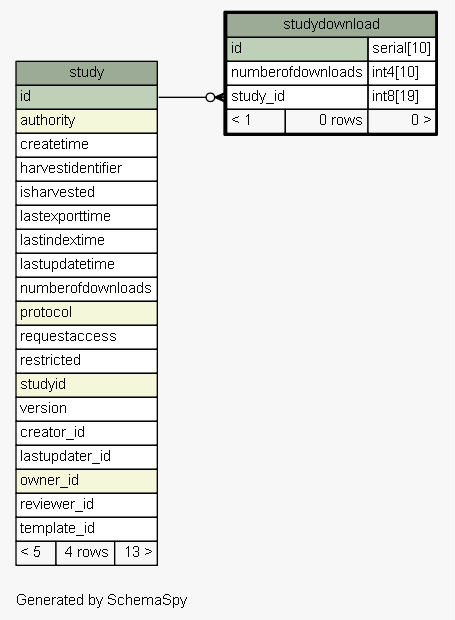 studydownload
id serial[10]
numberofdownloads int4[10]
study_id int8[19]
< 1 0 rows 0 >
study
id
authority
createtime
harvestidentifier
isharvested
lastexporttime
lastindextime
lastupdatetime
numberofdownloads
protocol
requestaccess
restricted
studyid
version
creator_id
lastupdater_id
owner_id
reviewer_id
template_id
< 5 4 rows 13 >
Generated by SchemaSpy